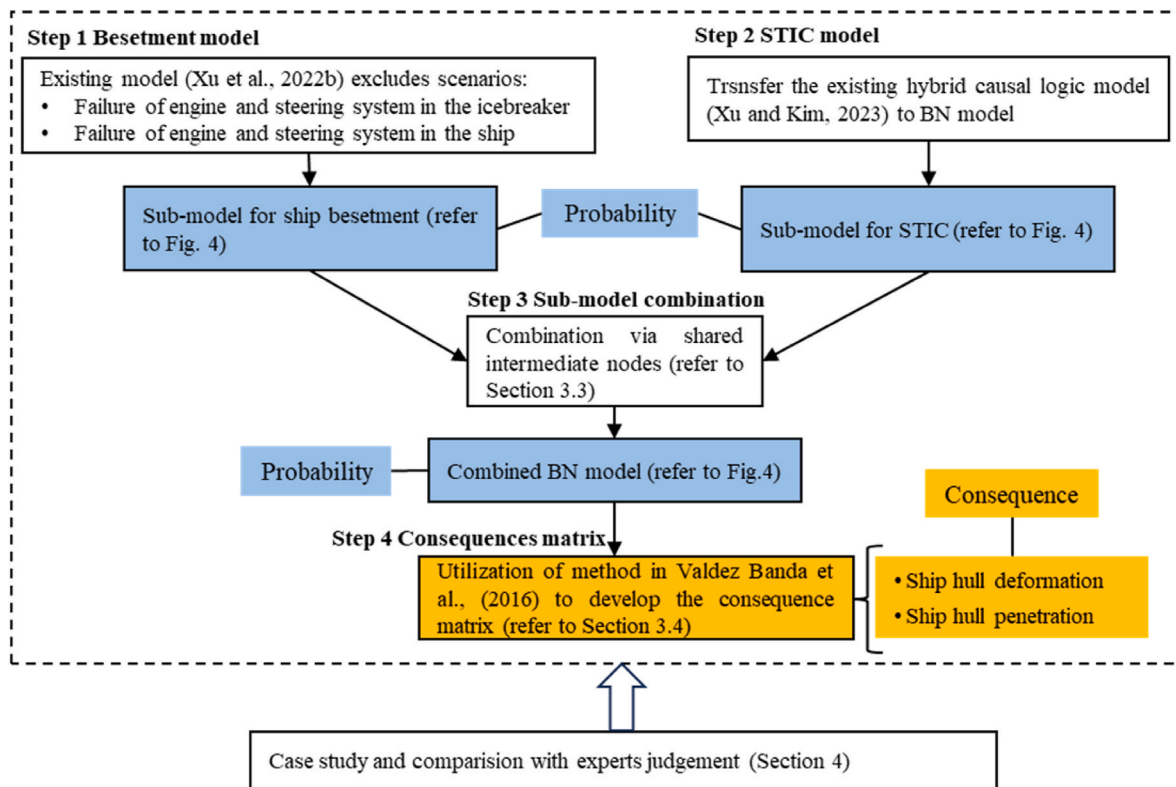 Step 1 Besetment model
Existing model (Xu et al., 2022b) excludes scenarios:
• Failure of engine and steering system in the icebreaker
• Failure of engine and steering system in the ship
Step 2 STIC model
Trsnsfer the existing hybrid causal logic model
(Xu and Kim, 2023) to BN model
Sub-model for ship besetment (refer
to Fig. 4)
Probability
Sub-model for STIC (refer to Fig. 4)
Step 3 Sub-model combination
Combination via shared
intermediate nodes (refer to
Section 3.3)
Probability
Combined BN model (refer to Fig.4)
Consequence
Step 4 Consequences matrix
Utilization of method in Valdez Banda
et al., (2016) to develop the consequence
matrix (refer to Section 3.4)
• Ship hull deformation
• Ship hull penetration
Case study and comparision with experts judgement (Section 4)